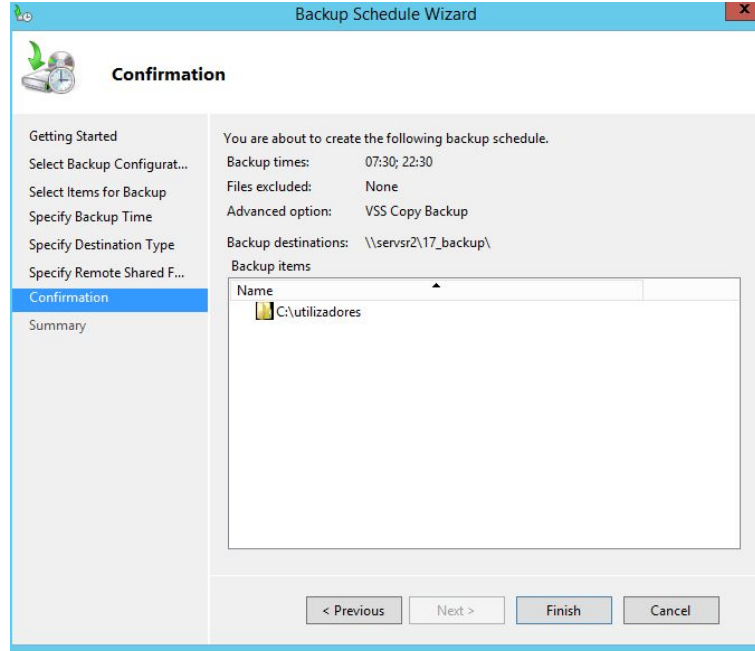 Backup Schedule Wizard
x
Confirmation
Getting Started
Select Backup Configurat...
Select Items for Backup
Specify Backup Time
Specify Destination Type
Specify Remote Shared F...
Confirmation
Summary
You are about to create the following backup schedule.
Backup times: 07:30; 22:30
Files excluded: None
Advanced option: VSS Copy Backup
Backup destinations: \\servsr2\17_backup\
Backup items
Name
C:\utilizadores
< Previous Next > Finish Cancel